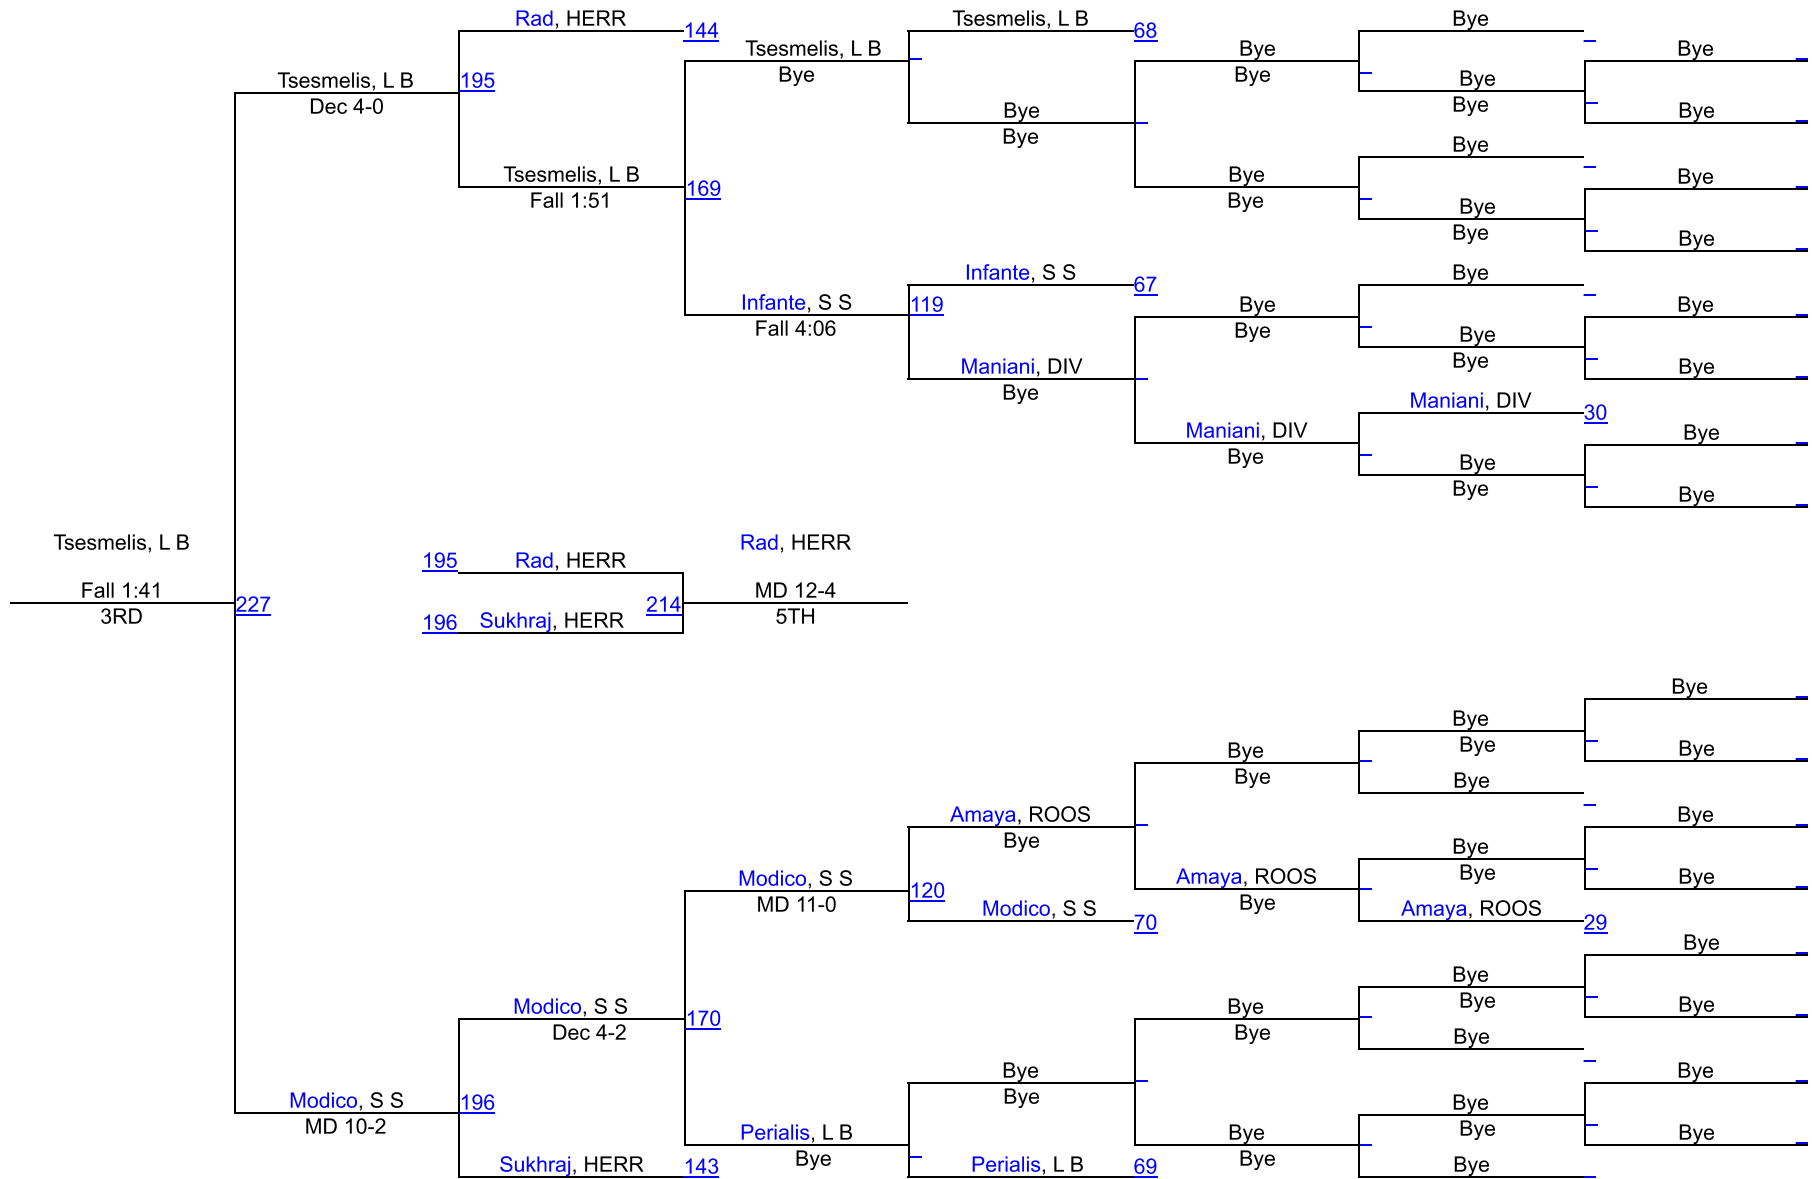 Rad, HERR
144
Tsesmelis, L B
68
Bye
Tsesmelis, L B
Bye
Bye
Bye
Bye
Tsesmelis, L B
Dec 4-0
195
Bye
Bye
Bye
Bye
Bye
Bye
Bye
Tsesmelis, L B
Fall 1:51
169
Bye
Bye
Bye
Bye
Bye
Bye
Bye
Infante, S S
67
Bye
Infante, S S
Fall 4:06
119
Bye
Bye
Bye
Bye
Bye
Maniani, DIV
Bye
Bye
Maniani, DIV
30
Maniani, DIV
Bye
Bye
Bye
Bye
Bye
Tsesmelis, L B
Fall 1:41
3RD
227
195
Rad, HERR
196
Sukhraj, HERR
214
Rad, HERR
MD 12-4
5TH
Bye
Bye
Bye
Bye
Bye
Bye
Bye
Amaya, ROOS
Bye
Bye
Bye
Bye
Modico, S S
MD 11-0
120
Amaya, ROOS
Bye
Bye
Modico, S S
70
Amaya, ROOS
29
Bye
Bye
Bye
Modico, S S
Dec 4-2
170
Bye
Bye
Bye
Bye
Bye
Bye
Bye
Modico, S S
MD 10-2
196
Bye
Bye
Perialis, L B
Bye
Bye
Bye
Bye
Sukhraj, HERR
143
Perialis, L B
69
Bye